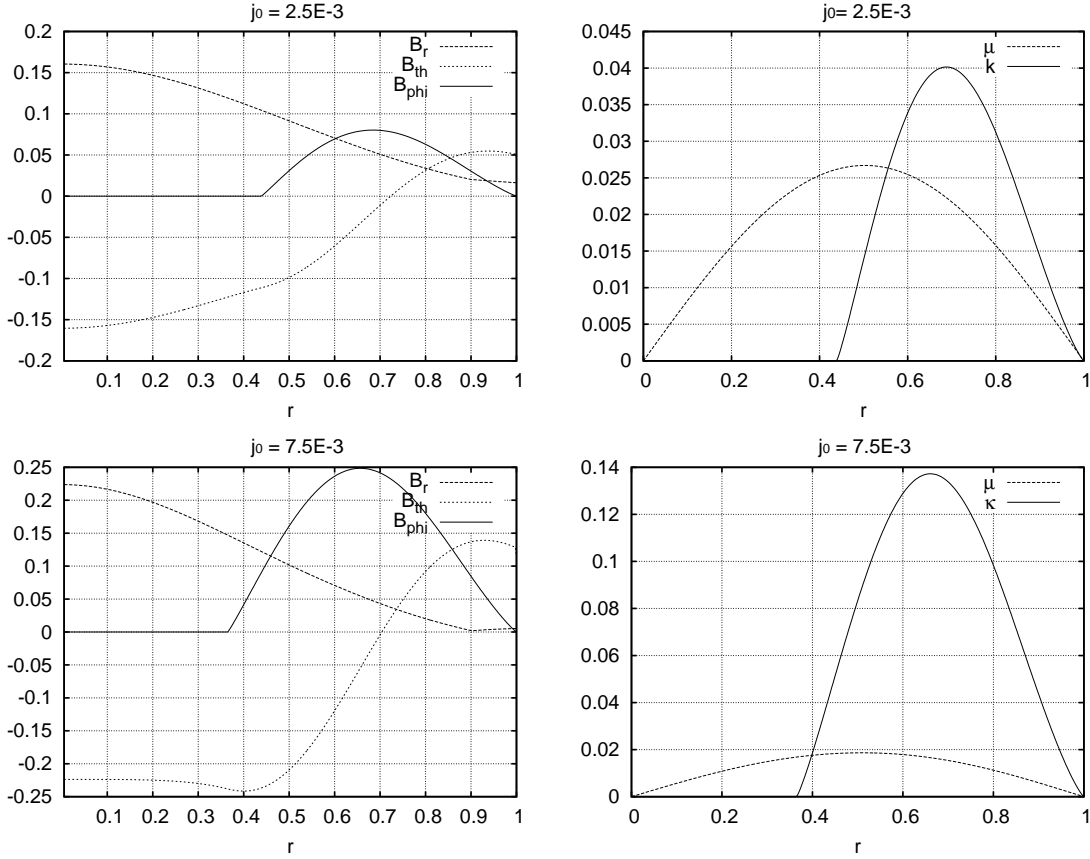 j₀ = 2.5E-3
B_r
B_th
B_phi
0.2
0.15
0.1
0.05
0
-0.05
-0.1
-0.15
-0.2
0.1 0.2 0.3 0.4 0.5 0.6 0.7 0.8 0.9 1
r
j₀= 2.5E-3
μ
k
0.045
0.04
0.035
0.03
0.025
0.02
0.015
0.01
0.005
0
0 0.2 0.4 0.6 0.8 1
r
j₀ = 7.5E-3
B_r
B_th
B_phi
0.25
0.2
0.15
0.1
0.05
0
-0.05
-0.1
-0.15
-0.2
-0.25
0.1 0.2 0.3 0.4 0.5 0.6 0.7 0.8 0.9 1
r
j₀ = 7.5E-3
μ
κ
0.14
0.12
0.1
0.08
0.06
0.04
0.02
0
0 0.2 0.4 0.6 0.8 1
r